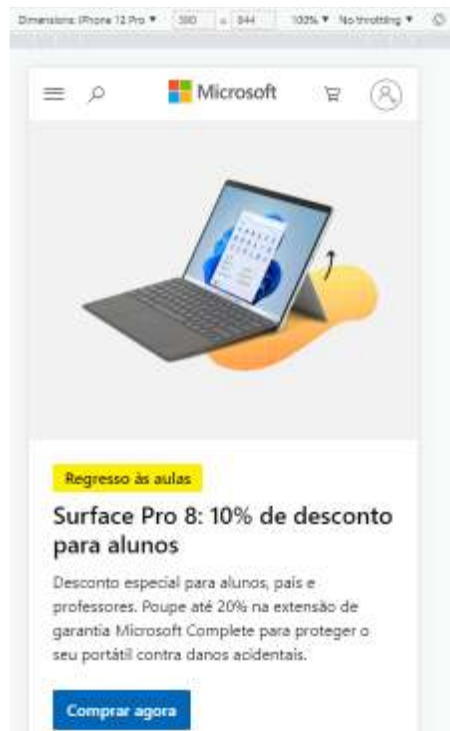 Dimensions: iPhone 12 Pro ▼ 390 x 844 100% ▼ No throttling ▼
Microsoft
Regresso às aulas
Surface Pro 8: 10% de desconto
para alunos
Desconto especial para alunos, pais e
professores. Poupe até 20% na extensão de
garantia Microsoft Complete para proteger o
seu portátil contra danos acidentais.
Comprar agora